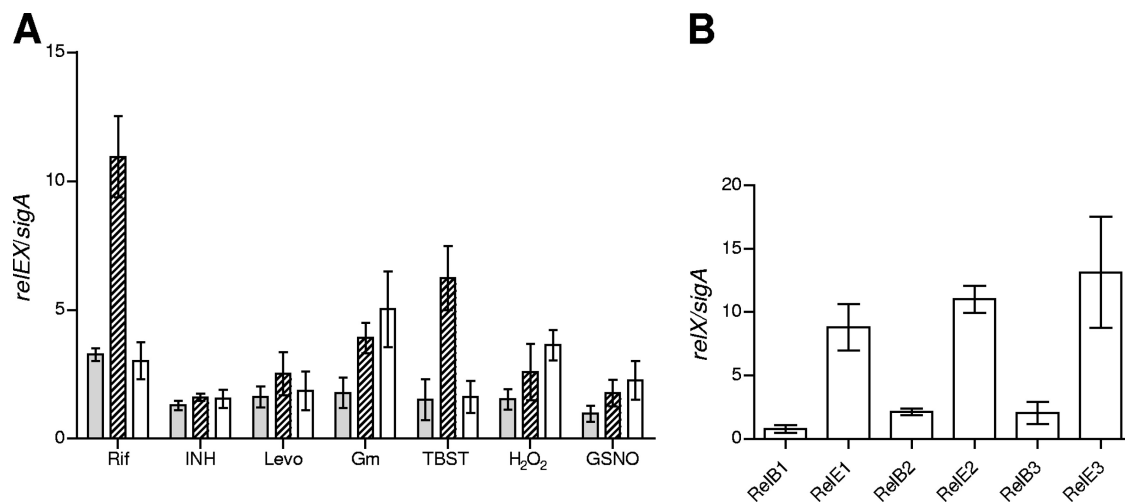 A
B
relEX/sigA
15
10
5
0
Rif INH Levo Gm TBST H₂O₂ GSNO
relX/sigA
20
15
10
5
0
RelB1 RelE1 RelB2 RelE2 RelB3 RelE3